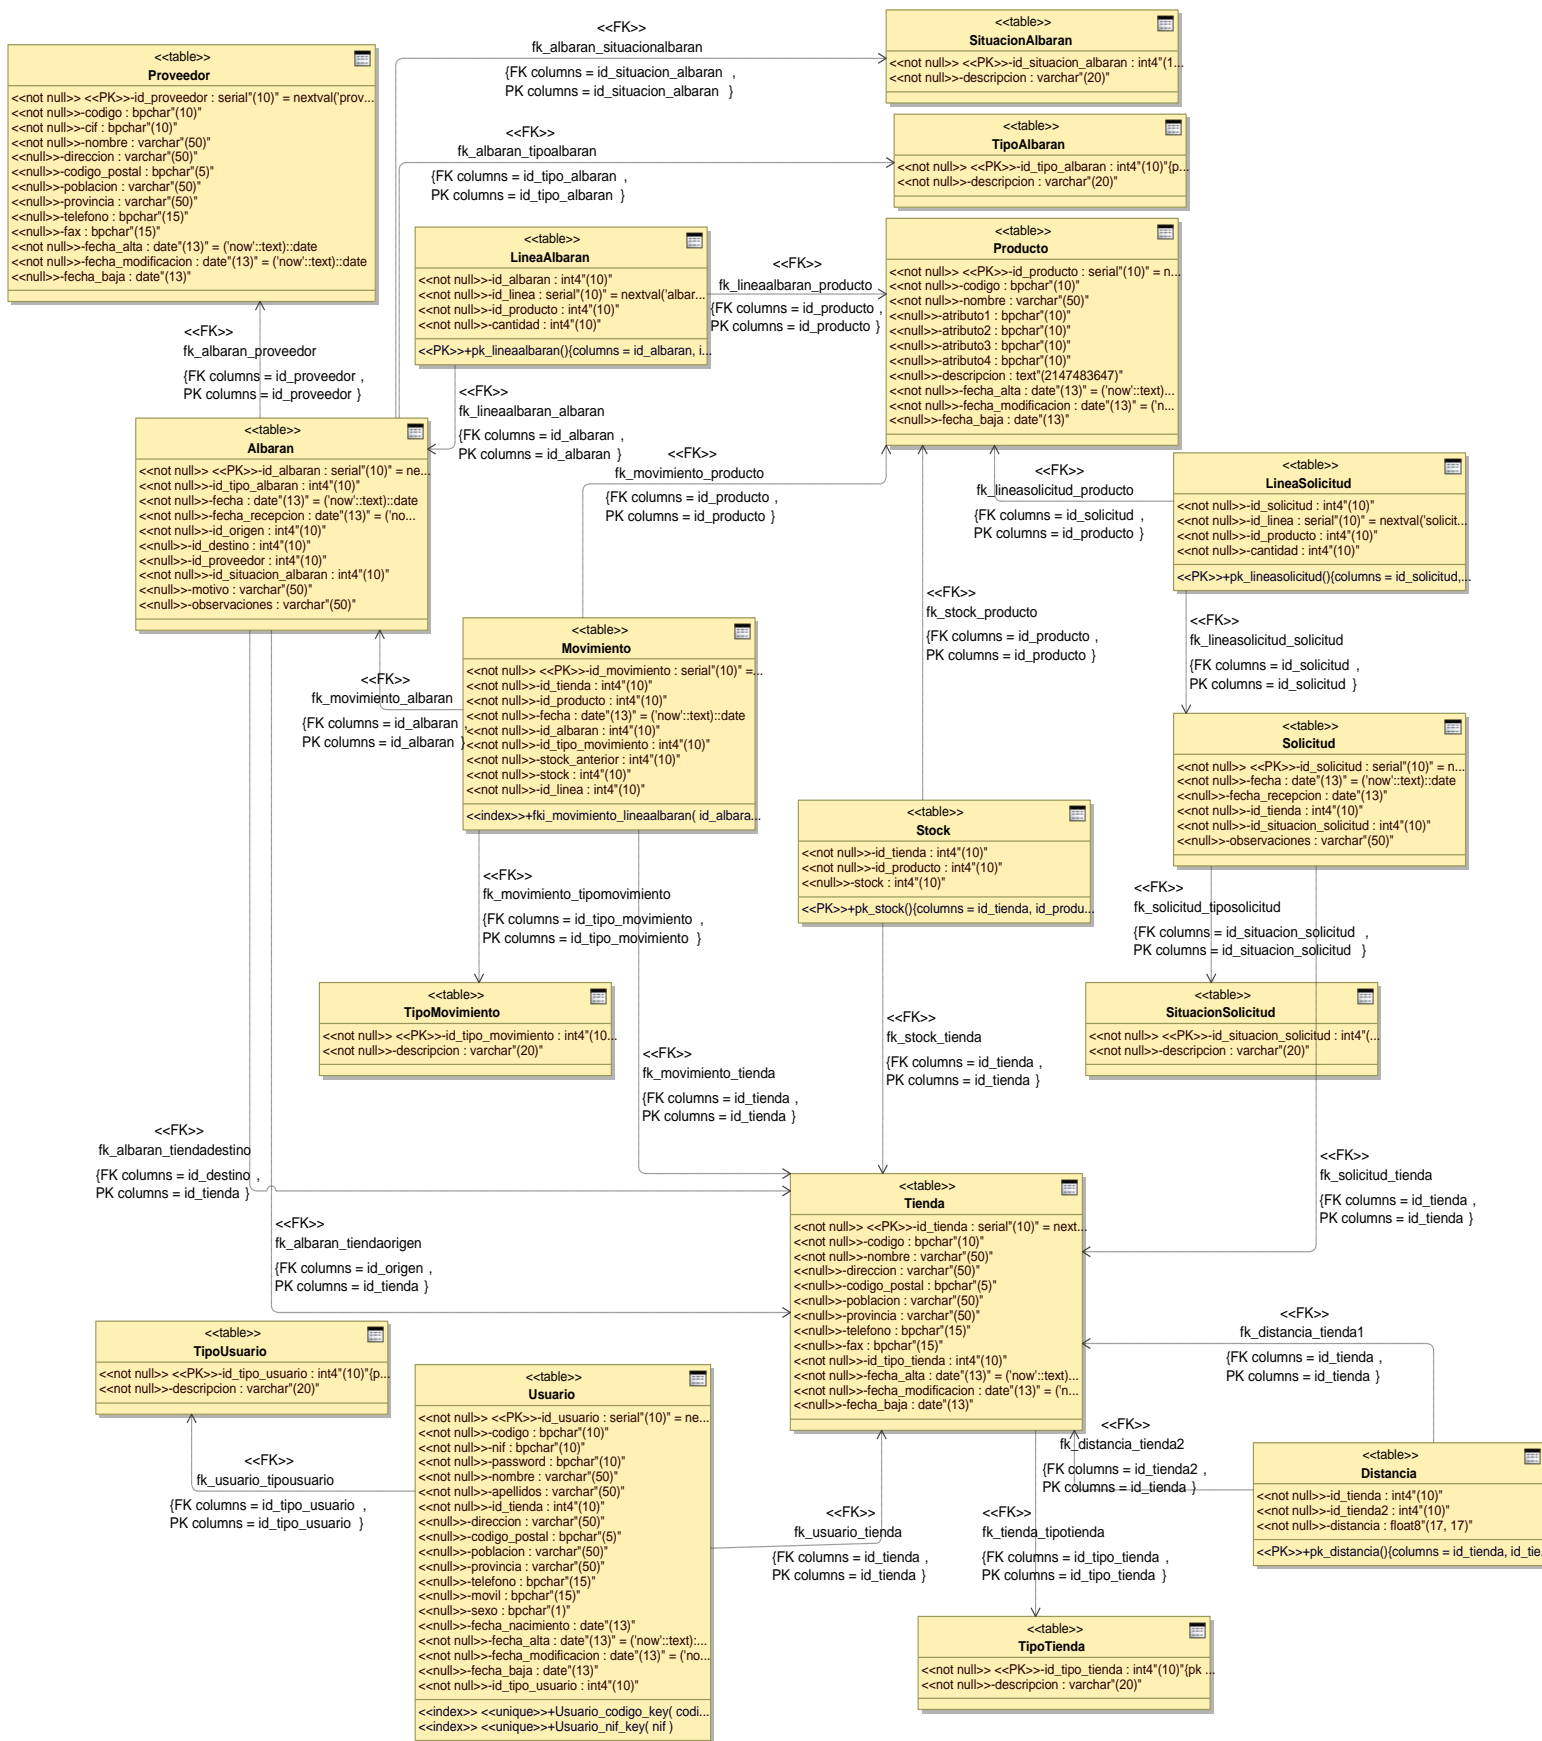 <<table>>
Proveedor
<<not null>> <<PK>>-id_proveedor : serial"(10)" = nextval('prov...
<<not null>>-codigo : bpchar"(10)"
<<not null>>-cif : bpchar"(10)"
<<not null>>-nombre : varchar"(50)"
<<null>>-direccion : varchar"(50)"
<<null>>-codigo_postal : bpchar"(5)"
<<null>>-poblacion : varchar"(50)"
<<null>>-provincia : varchar"(50)"
<<null>>-telefono : bpchar"(15)"
<<null>>-fax : bpchar"(15)"
<<not null>>-fecha_alta : date"(13)" = ('now'::text)::date
<<not null>>-fecha_modificacion : date"(13)" = ('now'::text)::date
<<null>>-fecha_baja : date"(13)"
<<FK>>
fk_albaran_situacionalbaran
{FK columns = id_situacion_albaran ,
PK columns = id_situacion_albaran }
<<table>>
SituacionAlbaran
<<not null>> <<PK>>-id_situacion_albaran : int4"(1...
<<not null>>-descripcion : varchar"(20)"
<<FK>>
fk_albaran_tipoalbaran
{FK columns = id_tipo_albaran ,
PK columns = id_tipo_albaran }
<<table>>
TipoAlbaran
<<not null>> <<PK>>-id_tipo_albaran : int4"(10)"{p...
<<not null>>-descripcion : varchar"(20)"
<<table>>
LineaAlbaran
<<not null>>-id_albaran : int4"(10)"
<<not null>>-id_linea : serial"(10)" = nextval('albar...
<<not null>>-id_producto : int4"(10)"
<<not null>>-cantidad : int4"(10)"
<<PK>>+pk_lineaalbaran(){columns = id_albaran, i...
<<FK>>
fk_lineaalbaran_producto
{FK columns = id_producto ,
PK columns = id_producto }
<<table>>
Producto
<<not null>> <<PK>>-id_producto : serial"(10)" = n...
<<not null>>-codigo : bpchar"(10)"
<<not null>>-nombre : varchar"(50)"
<<null>>-atributo1 : bpchar"(10)"
<<null>>-atributo2 : bpchar"(10)"
<<null>>-atributo3 : bpchar"(10)"
<<null>>-atributo4 : bpchar"(10)"
<<null>>-descripcion : text"(2147483647)"
<<not null>>-fecha_alta : date"(13)" = ('now'::text)...
<<not null>>-fecha_modificacion : date"(13)" = ('n...
<<null>>-fecha_baja : date"(13)"
<<FK>>
fk_albaran_proveedor
{FK columns = id_proveedor ,
PK columns = id_proveedor }
<<FK>>
fk_lineaalbaran_albaran
{FK columns = id_albaran ,
PK columns = id_albaran }
<<table>>
Albaran
<<not null>> <<PK>>-id_albaran : serial"(10)" = ne...
<<not null>>-id_tipo_albaran : int4"(10)"
<<not null>>-fecha : date"(13)" = ('now'::text)::date
<<not null>>-fecha_recepcion : date"(13)" = ('no...
<<not null>>-id_origen : int4"(10)"
<<null>>-id_destino : int4"(10)"
<<null>>-id_proveedor : int4"(10)"
<<not null>>-id_situacion_albaran : int4"(10)"
<<null>>-motivo : varchar"(50)"
<<null>>-observaciones : varchar"(50)"
<<FK>>
fk_movimiento_producto
{FK columns = id_producto ,
PK columns = id_producto }
<<FK>>
fk_lineasolicitud_producto
{FK columns = id_solicitud ,
PK columns = id_producto }
<<table>>
LineaSolicitud
<<not null>>-id_solicitud : int4"(10)"
<<not null>>-id_linea : serial"(10)" = nextval('solicit...
<<not null>>-id_producto : int4"(10)"
<<not null>>-cantidad : int4"(10)"
<<PK>>+pk_lineasolicitud(){columns = id_solicitud,...
<<FK>>
fk_stock_producto
{FK columns = id_producto ,
PK columns = id_producto }
<<FK>>
fk_lineasolicitud_solicitud
{FK columns = id_solicitud ,
PK columns = id_solicitud }
<<FK>>
fk_movimiento_albaran
{FK columns = id_albaran ,
PK columns = id_albaran }
<<table>>
Movimiento
<<not null>> <<PK>>-id_movimiento : serial"(10)" =...
<<not null>>-id_tienda : int4"(10)"
<<not null>>-id_producto : int4"(10)"
<<not null>>-fecha : date"(13)" = ('now'::text)::date
<<not null>>-id_albaran : int4"(10)"
<<not null>>-id_tipo_movimiento : int4"(10)"
<<not null>>-stock_anterior : int4"(10)"
<<not null>>-stock : int4"(10)"
<<not null>>-id_linea : int4"(10)"
<<index>>+fki_movimiento_lineaalbaran( id_albara...
<<table>>
Solicitud
<<not null>> <<PK>>-id_solicitud : serial"(10)" = n...
<<not null>>-fecha : date"(13)" = ('now'::text)::date
<<null>>-fecha_recepcion : date"(13)"
<<not null>>-id_tienda : int4"(10)"
<<not null>>-id_situacion_solicitud : int4"(10)"
<<null>>-observaciones : varchar"(50)"
<<table>>
Stock
<<not null>>-id_tienda : int4"(10)"
<<not null>>-id_producto : int4"(10)"
<<null>>-stock : int4"(10)"
<<PK>>+pk_stock(){columns = id_tienda, id_produ...
<<FK>>
fk_movimiento_tipomovimiento
{FK columns = id_tipo_movimiento ,
PK columns = id_tipo_movimiento }
<<FK>>
fk_solicitud_tiposolicitud
{FK columns = id_situacion_solicitud ,
PK columns = id_situacion_solicitud }
<<table>>
TipoMovimiento
<<not null>> <<PK>>-id_tipo_movimiento : int4"(10...
<<not null>>-descripcion : varchar"(20)"
<<table>>
SituacionSolicitud
<<not null>> <<PK>>-id_situacion_solicitud : int4"(...
<<not null>>-descripcion : varchar"(20)"
<<FK>>
fk_stock_tienda
{FK columns = id_tienda ,
PK columns = id_tienda }
<<FK>>
fk_movimiento_tienda
{FK columns = id_tienda ,
PK columns = id_tienda }
<<FK>>
fk_albaran_tiendadestino
{FK columns = id_destino ,
PK columns = id_tienda }
<<FK>>
fk_solicitud_tienda
{FK columns = id_tienda ,
PK columns = id_tienda }
<<FK>>
fk_albaran_tiendaorigen
{FK columns = id_origen ,
PK columns = id_tienda }
<<table>>
Tienda
<<not null>> <<PK>>-id_tienda : serial"(10)" = next...
<<not null>>-codigo : bpchar"(10)"
<<not null>>-nombre : varchar"(50)"
<<null>>-direccion : varchar"(50)"
<<null>>-codigo_postal : bpchar"(5)"
<<null>>-poblacion : varchar"(50)"
<<null>>-provincia : varchar"(50)"
<<null>>-telefono : bpchar"(15)"
<<null>>-fax : bpchar"(15)"
<<not null>>-id_tipo_tienda : int4"(10)"
<<not null>>-fecha_alta : date"(13)" = ('now'::text)...
<<not null>>-fecha_modificacion : date"(13)" = ('n...
<<null>>-fecha_baja : date"(13)"
<<FK>>
fk_distancia_tienda1
{FK columns = id_tienda ,
PK columns = id_tienda }
<<table>>
TipoUsuario
<<not null>> <<PK>>-id_tipo_usuario : int4"(10)"{p...
<<not null>>-descripcion : varchar"(20)"
<<table>>
Usuario
<<not null>> <<PK>>-id_usuario : serial"(10)" = ne...
<<not null>>-codigo : bpchar"(10)"
<<not null>>-nif : bpchar"(10)"
<<not null>>-password : bpchar"(10)"
<<not null>>-nombre : varchar"(50)"
<<not null>>-apellidos : varchar"(50)"
<<not null>>-id_tienda : int4"(10)"
<<null>>-direccion : varchar"(50)"
<<null>>-codigo_postal : bpchar"(5)"
<<null>>-poblacion : varchar"(50)"
<<null>>-provincia : varchar"(50)"
<<null>>-telefono : bpchar"(15)"
<<null>>-movil : bpchar"(15)"
<<null>>-sexo : bpchar"(1)"
<<null>>-fecha_nacimiento : date"(13)"
<<not null>>-fecha_alta : date"(13)" = ('now'::text):...
<<not null>>-fecha_modificacion : date"(13)" = ('no...
<<null>>-fecha_baja : date"(13)"
<<not null>>-id_tipo_usuario : int4"(10)"
<<index>> <<unique>>+Usuario_codigo_key( codi...
<<index>> <<unique>>+Usuario_nif_key( nif )
<<FK>>
fk_distancia_tienda2
{FK columns = id_tienda2 ,
PK columns = id_tienda }
<<table>>
Distancia
<<not null>>-id_tienda : int4"(10)"
<<not null>>-id_tienda2 : int4"(10)"
<<not null>>-distancia : float8"(17, 17)"
<<PK>>+pk_distancia(){columns = id_tienda, id_tie...
<<FK>>
fk_usuario_tipousuario
{FK columns = id_tipo_usuario ,
PK columns = id_tipo_usuario }
<<FK>>
fk_usuario_tienda
{FK columns = id_tienda ,
PK columns = id_tienda }
<<FK>>
fk_tienda_tipotienda
{FK columns = id_tipo_tienda ,
PK columns = id_tipo_tienda }
<<table>>
TipoTienda
<<not null>> <<PK>>-id_tipo_tienda : int4"(10)"{pk ...
<<not null>>-descripcion : varchar"(20)"